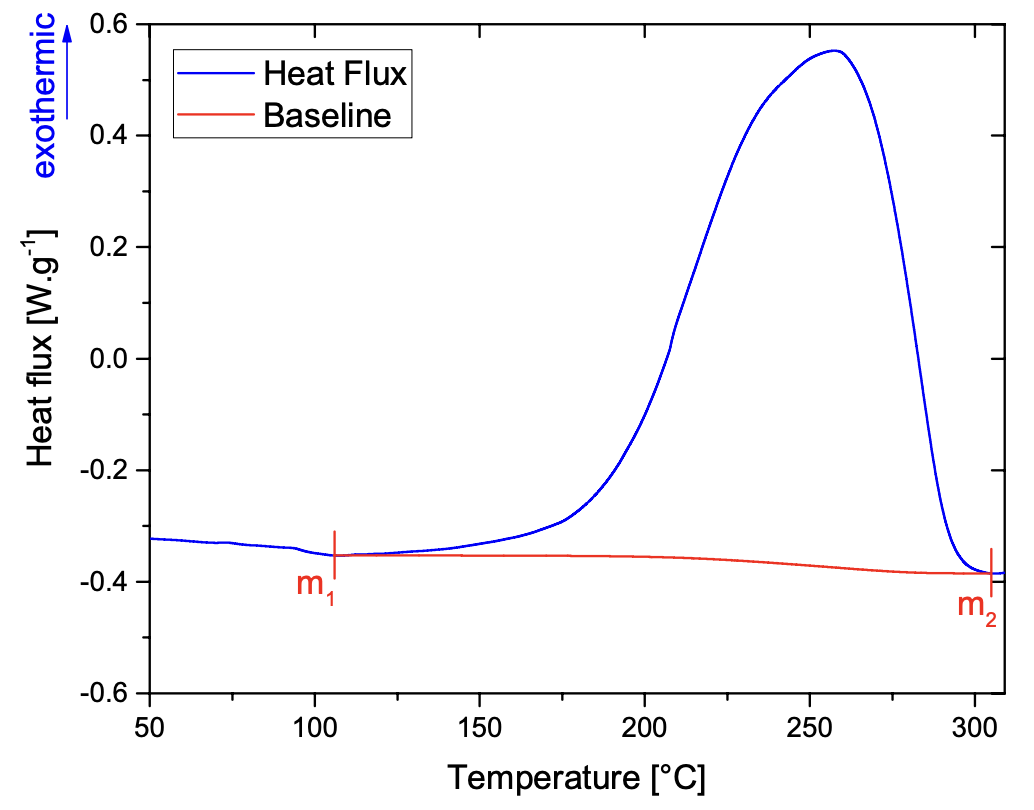 exothermic
Heat flux [W.g⁻¹]
0.6
0.4
0.2
0.0
-0.2
-0.4
-0.6
Heat Flux
Baseline
m₁
m₂
50 100 150 200 250 300
Temperature [°C]